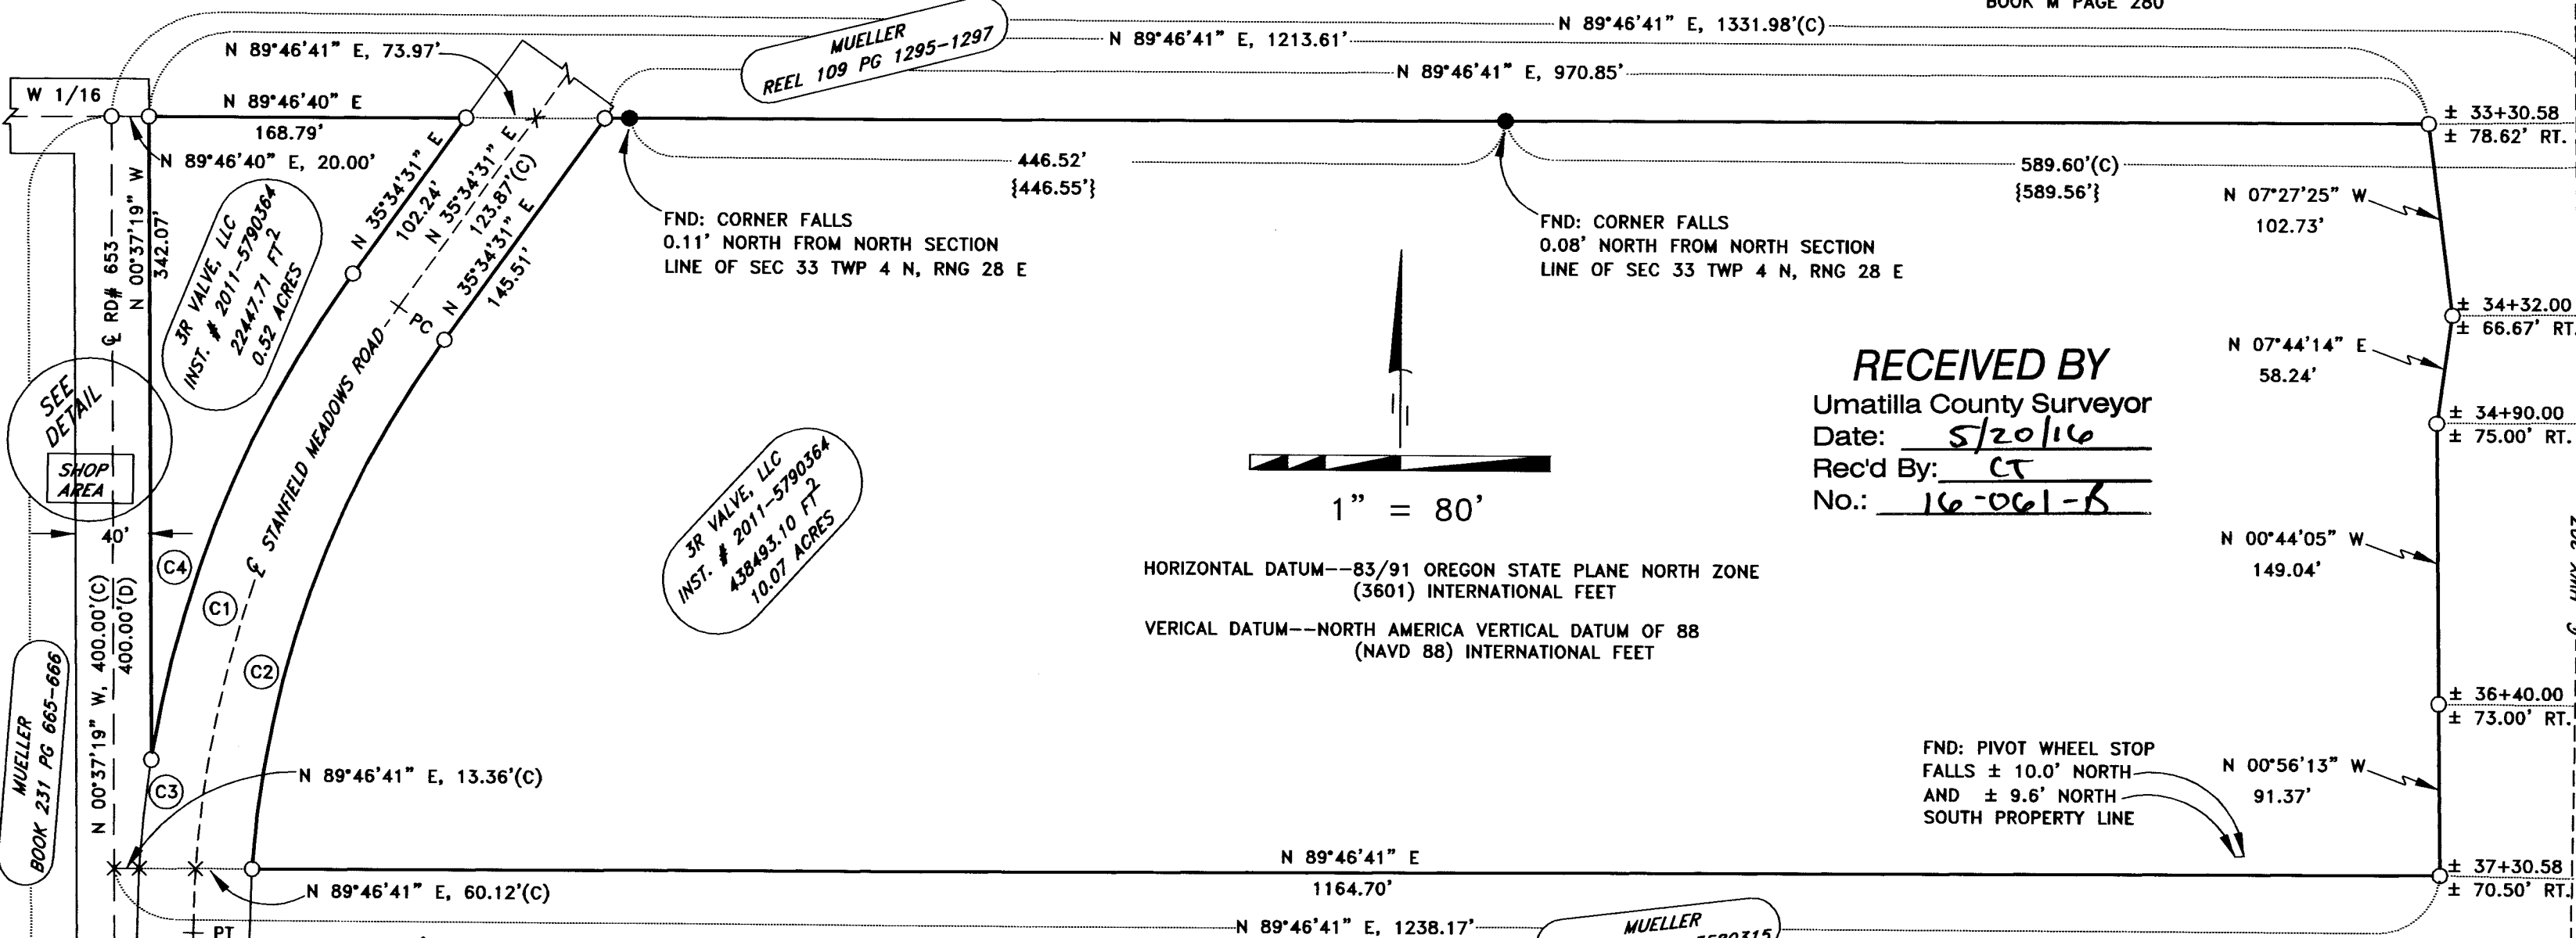 BOOK M PAGE 280
N 89°46'41" E, 1331.98'(C)
N 89°46'41" E, 1213.61'
N 89°46'41" E, 73.97'
MUELLER
REEL 109 PG 1295-1297
N 89°46'41" E, 970.85'
W 1/16
N 89°46'40" E
168.79'
N 89°46'40" E, 20.00'
± 33+30.58
± 78.62' RT.
446.52'
{446.55'}
589.60'(C)
{589.56'}
N 35°34'31" E
102.24'
N 35°34'31" E
123.87'(C)
N 35°34'31" E
145.51'
N 00°37'19" W
342.07'
℄ RD# 653
3R VALVE, LLC
INST. # 2011-5790364
22447.71 FT²
0.52 ACRES
FND: CORNER FALLS
0.11' NORTH FROM NORTH SECTION
LINE OF SEC 33 TWP 4 N, RNG 28 E
FND: CORNER FALLS
0.08' NORTH FROM NORTH SECTION
LINE OF SEC 33 TWP 4 N, RNG 28 E
N 07°27'25" W
102.73'
± 34+32.00
± 66.67' RT.
N 07°44'14" E
58.24'
± 34+90.00
± 75.00' RT.
PC
℄ STANFIELD MEADOWS ROAD
SEE
DETAIL
SHOP
AREA
40'
RECEIVED BY
Umatilla County Surveyor
Date: 5/20/16
Rec'd By: CT
No.: 16-061-B
3R VALVE, LLC
INST. # 2011-5790364
438493.10 FT²
10.07 ACRES
1" = 80'
HORIZONTAL DATUM--83/91 OREGON STATE PLANE NORTH ZONE
(3601) INTERNATIONAL FEET
VERICAL DATUM--NORTH AMERICA VERTICAL DATUM OF 88
(NAVD 88) INTERNATIONAL FEET
N 00°44'05" W
149.04'
C4
C1
C2
C3
N 00°37'19" W, 400.00'(C)
400.00'(D)
MUELLER
BOOK 231 PG 665-666
± 36+40.00
± 73.00' RT.
N 89°46'41" E, 13.36'(C)
FND: PIVOT WHEEL STOP
FALLS ± 10.0' NORTH
AND ± 9.6' NORTH
SOUTH PROPERTY LINE
N 00°56'13" W
91.37'
N 89°46'41" E
1164.70'
± 37+30.58
± 70.50' RT.
N 89°46'41" E, 60.12'(C)
PT
N 89°46'41" E, 1238.17'
MUELLER